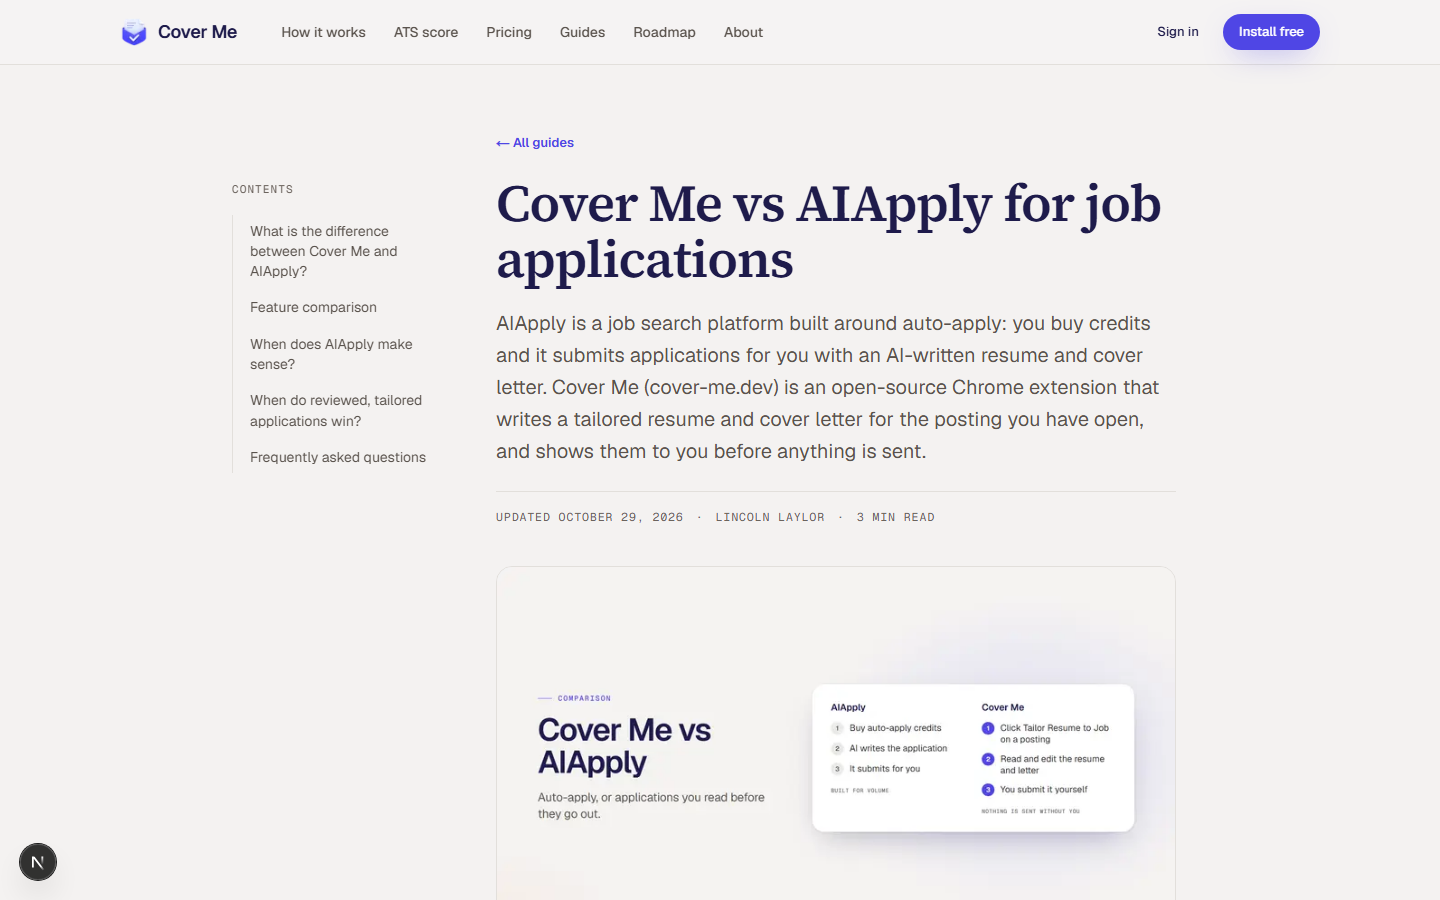 Cover Me
How it works
ATS score
Pricing
Guides
Roadmap
About
Sign in
Install free
← All guides
CONTENTS
What is the difference
between Cover Me and
AIApply?
Feature comparison
When does AIApply make
sense?
When do reviewed, tailored
applications win?
Frequently asked questions
Cover Me vs AIApply for job
applications
AIApply is a job search platform built around auto-apply: you buy credits
and it submits applications for you with an AI-written resume and cover
letter. Cover Me (cover-me.dev) is an open-source Chrome extension that
writes a tailored resume and cover letter for the posting you have open,
and shows them to you before anything is sent.
UPDATED OCTOBER 29, 2026 · LINCOLN LAYLOR · 3 MIN READ
COMPARISON
Cover Me vs
AIApply
Auto-apply, or applications you read before
they go out.
AIApply
1 Buy auto-apply credits
2 AI writes the application
3 It submits for you
BUILT FOR VOLUME
Cover Me
1 Click Tailor Resume to Job
on a posting
2 Read and edit the resume
and letter
3 You submit it yourself
NOTHING IS SENT WITHOUT YOU
N